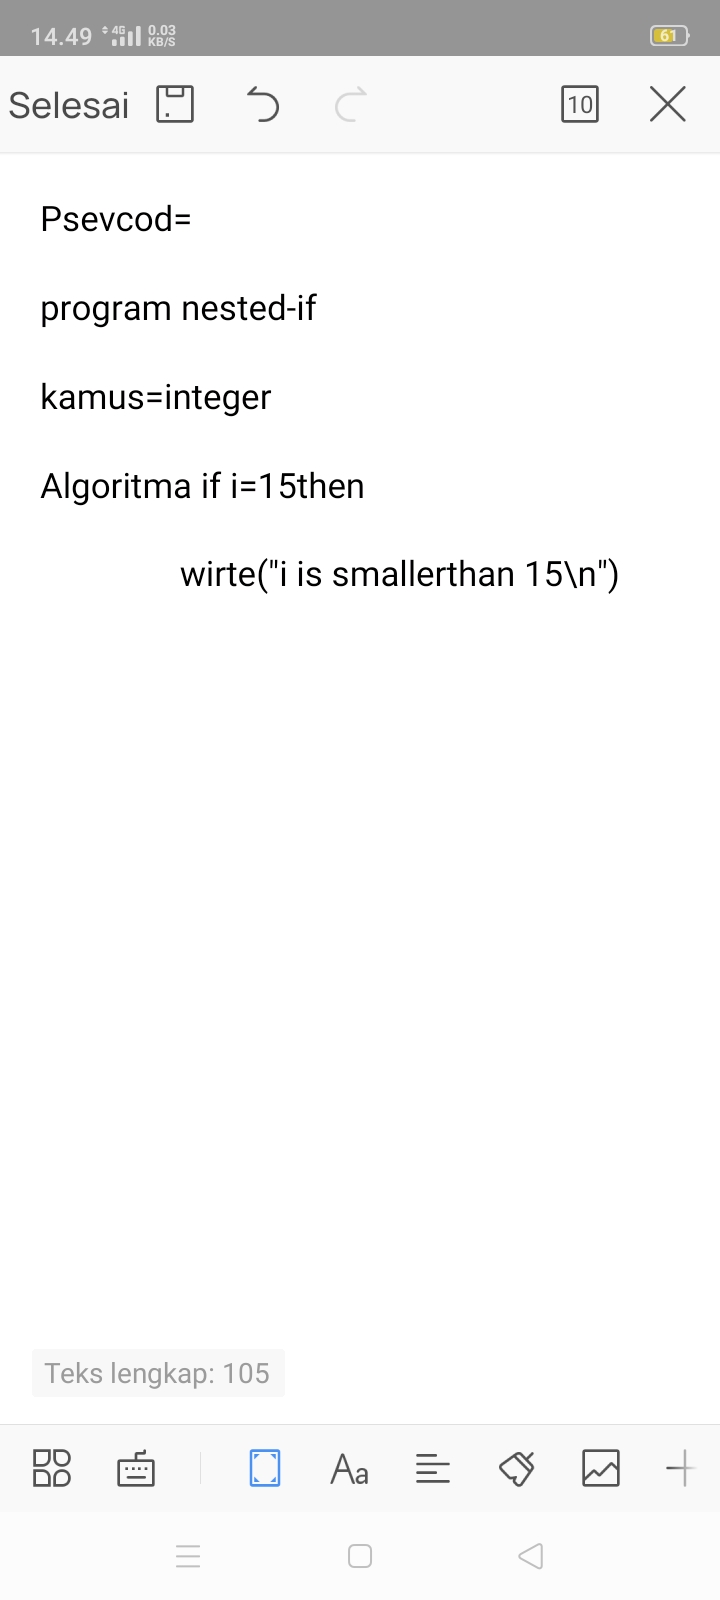 14.49 4G 0.03 KB/S 61
Selesai 10
Psevcod=
program nested-if
kamus=integer
Algoritma if i=15then
wirte("i is smallerthan 15\n")
Teks lengkap: 105
Aa